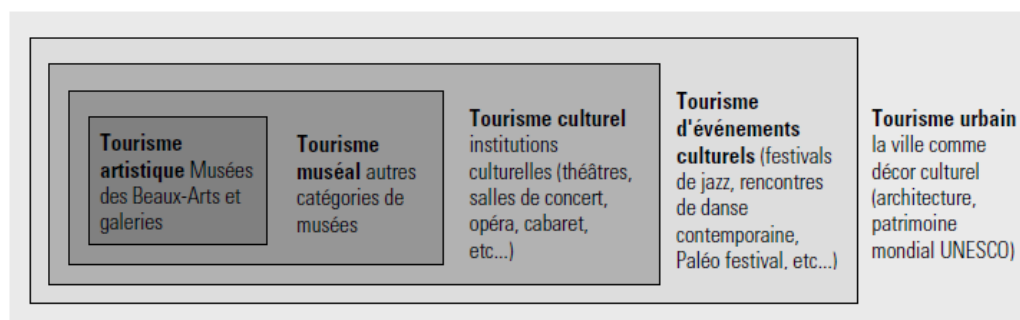 Tourisme
artistique Musées
des Beaux-Arts et
galeries
Tourisme
muséal autres
catégories de
musées
Tourisme culturel
institutions
culturelles (théâtres,
salles de concert,
opéra, cabaret,
etc...)
Tourisme
d'événements
culturels (festivals
de jazz, rencontres
de danse
contemporaine,
Paléo festival, etc...)
Tourisme urbain
la ville comme
décor culturel
(architecture,
patrimoine
mondial UNESCO)